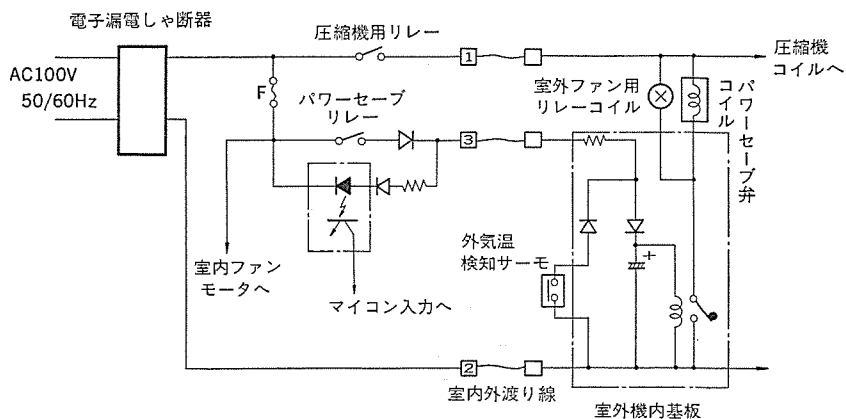 電子漏電しゃ断器
AC100V
50/60Hz
F
圧縮機用リレー
1
圧縮機
コイルへ
パワーセーブ
リレー
3
室外ファン用
リレーコイル
パワーセーブ弁
コイル
室内ファン
モータへ
マイコン入力へ
外気温
検知サーモ
+
2
室内外渡り線
室外機内基板